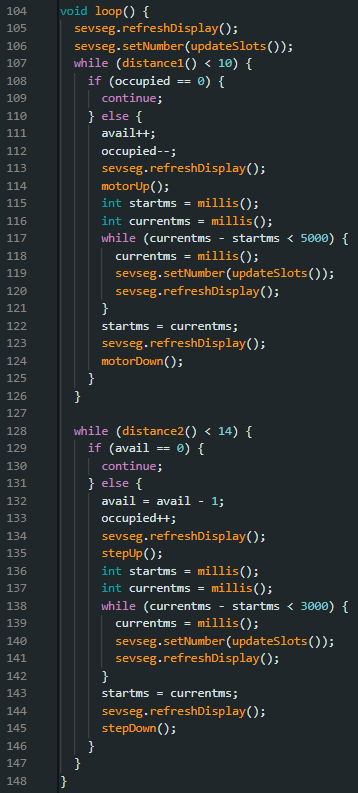 104 void loop() {
105   sevseg.refreshDisplay();
106   sevseg.setNumber(updateSlots());
107   while (distance1() < 10) {
108     if (occupied == 0) {
109       continue;
110     } else {
111       avail++;
112       occupied--;
113       sevseg.refreshDisplay();
114       motorUp();
115       int startms = millis();
116       int currentms = millis();
117       while (currentms - startms < 5000) {
118         currentms = millis();
119         sevseg.setNumber(updateSlots());
120         sevseg.refreshDisplay();
121       }
122       startms = currentms;
123       sevseg.refreshDisplay();
124       motorDown();
125     }
126   }
127
128   while (distance2() < 14) {
129     if (avail == 0) {
130       continue;
131     } else {
132       avail = avail - 1;
133       occupied++;
134       sevseg.refreshDisplay();
135       stepUp();
136       int startms = millis();
137       int currentms = millis();
138       while (currentms - startms < 3000) {
139         currentms = millis();
140         sevseg.setNumber(updateSlots());
141         sevseg.refreshDisplay();
142       }
143       startms = currentms;
144       sevseg.refreshDisplay();
145       stepDown();
146     }
147   }
148 }